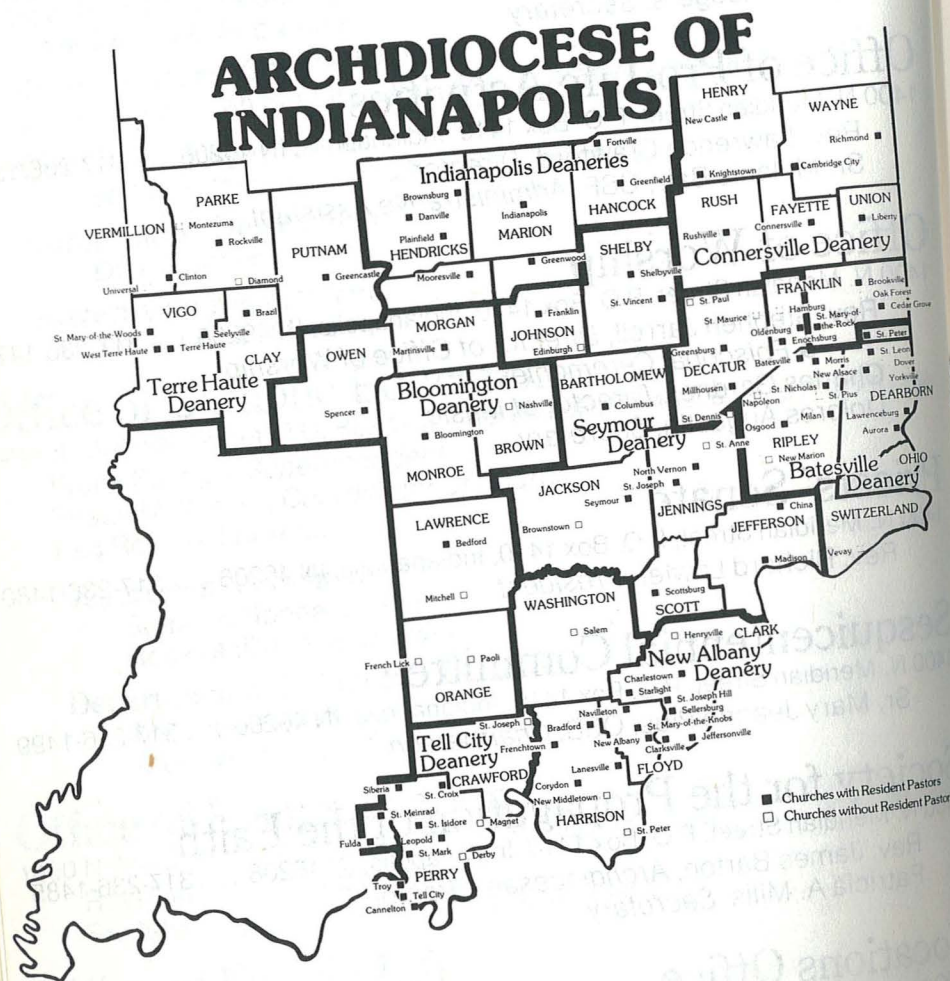 ARCHDIOCESE OF
INDIANAPOLIS
HENRY
New Castle
WAYNE
Richmond
Cambridge City
Knightstown
Fortville
Indianapolis Deaneries
Brownsburg
Danville
Plainfield
HENDRICKS
Indianapolis
MARION
Greenfield
HANCOCK
RUSH
Rushville
FAYETTE
Connersville
UNION
Liberty
Connersville Deanery
PARKE
Montezuma
Rockville
VERMILLION
PUTNAM
Greencastle
Clinton
Universal
Diamond
Mooresville
Greenwood
SHELBY
Shelbyville
St. Vincent
FRANKLIN
Brookville
Oak Forest
Cedar Grove
Hamburg
St. Mary-of-
the-Rock
Oldenburg
Enochsburg
St. Peter
VIGO
Brazil
St. Mary-of-the-Woods
Seelyville
West Terre Haute
Terre Haute
CLAY
Terre Haute
Deanery
OWEN
Spencer
MORGAN
Martinsville
Franklin
JOHNSON
Edinburgh
St. Paul
St. Maurice
Greensburg
DECATUR
Millhousen
St. Dennis
Batesville
Morris
St. Leon
Dover
New Alsace
Yorkville
St. Nicholas
St. Pius
DEARBORN
Napoleon
Milan
Lawrenceburg
Osgood
Aurora
RIPLEY
New Marion
OHIO
Batesville
Deanery
Bloomington
Deanery
Nashville
Bloomington
BROWN
MONROE
BARTHOLOMEW
Columbus
Seymour
Deanery
St. Anne
North Vernon
St. Joseph
JACKSON
Seymour
JENNINGS
Brownstown
China
JEFFERSON
SWITZERLAND
Madison
Vevay
LAWRENCE
Bedford
Mitchell
WASHINGTON
Salem
Scottsburg
SCOTT
Henryville
CLARK
New Albany
Deanery
Charlestown
Starlight
St. Joseph Hill
Sellersburg
Navilleton
St. Mary-of-the-Knobs
Bradford
New Albany
Jeffersonville
Clarksville
French Lick
Paoli
ORANGE
St. Joseph
Frenchtown
Tell City
Deanery
Lanesville
FLOYD
CRAWFORD
Corydon
Siberia
St. Croix
New Middletown
HARRISON
St. Peter
St. Meinrad
St. Isidore
Magnet
Fulda
Leopold
St. Mark
Derby
PERRY
Troy
Tell City
Cannelton
Churches with Resident Pastors
Churches without Resident Pastor